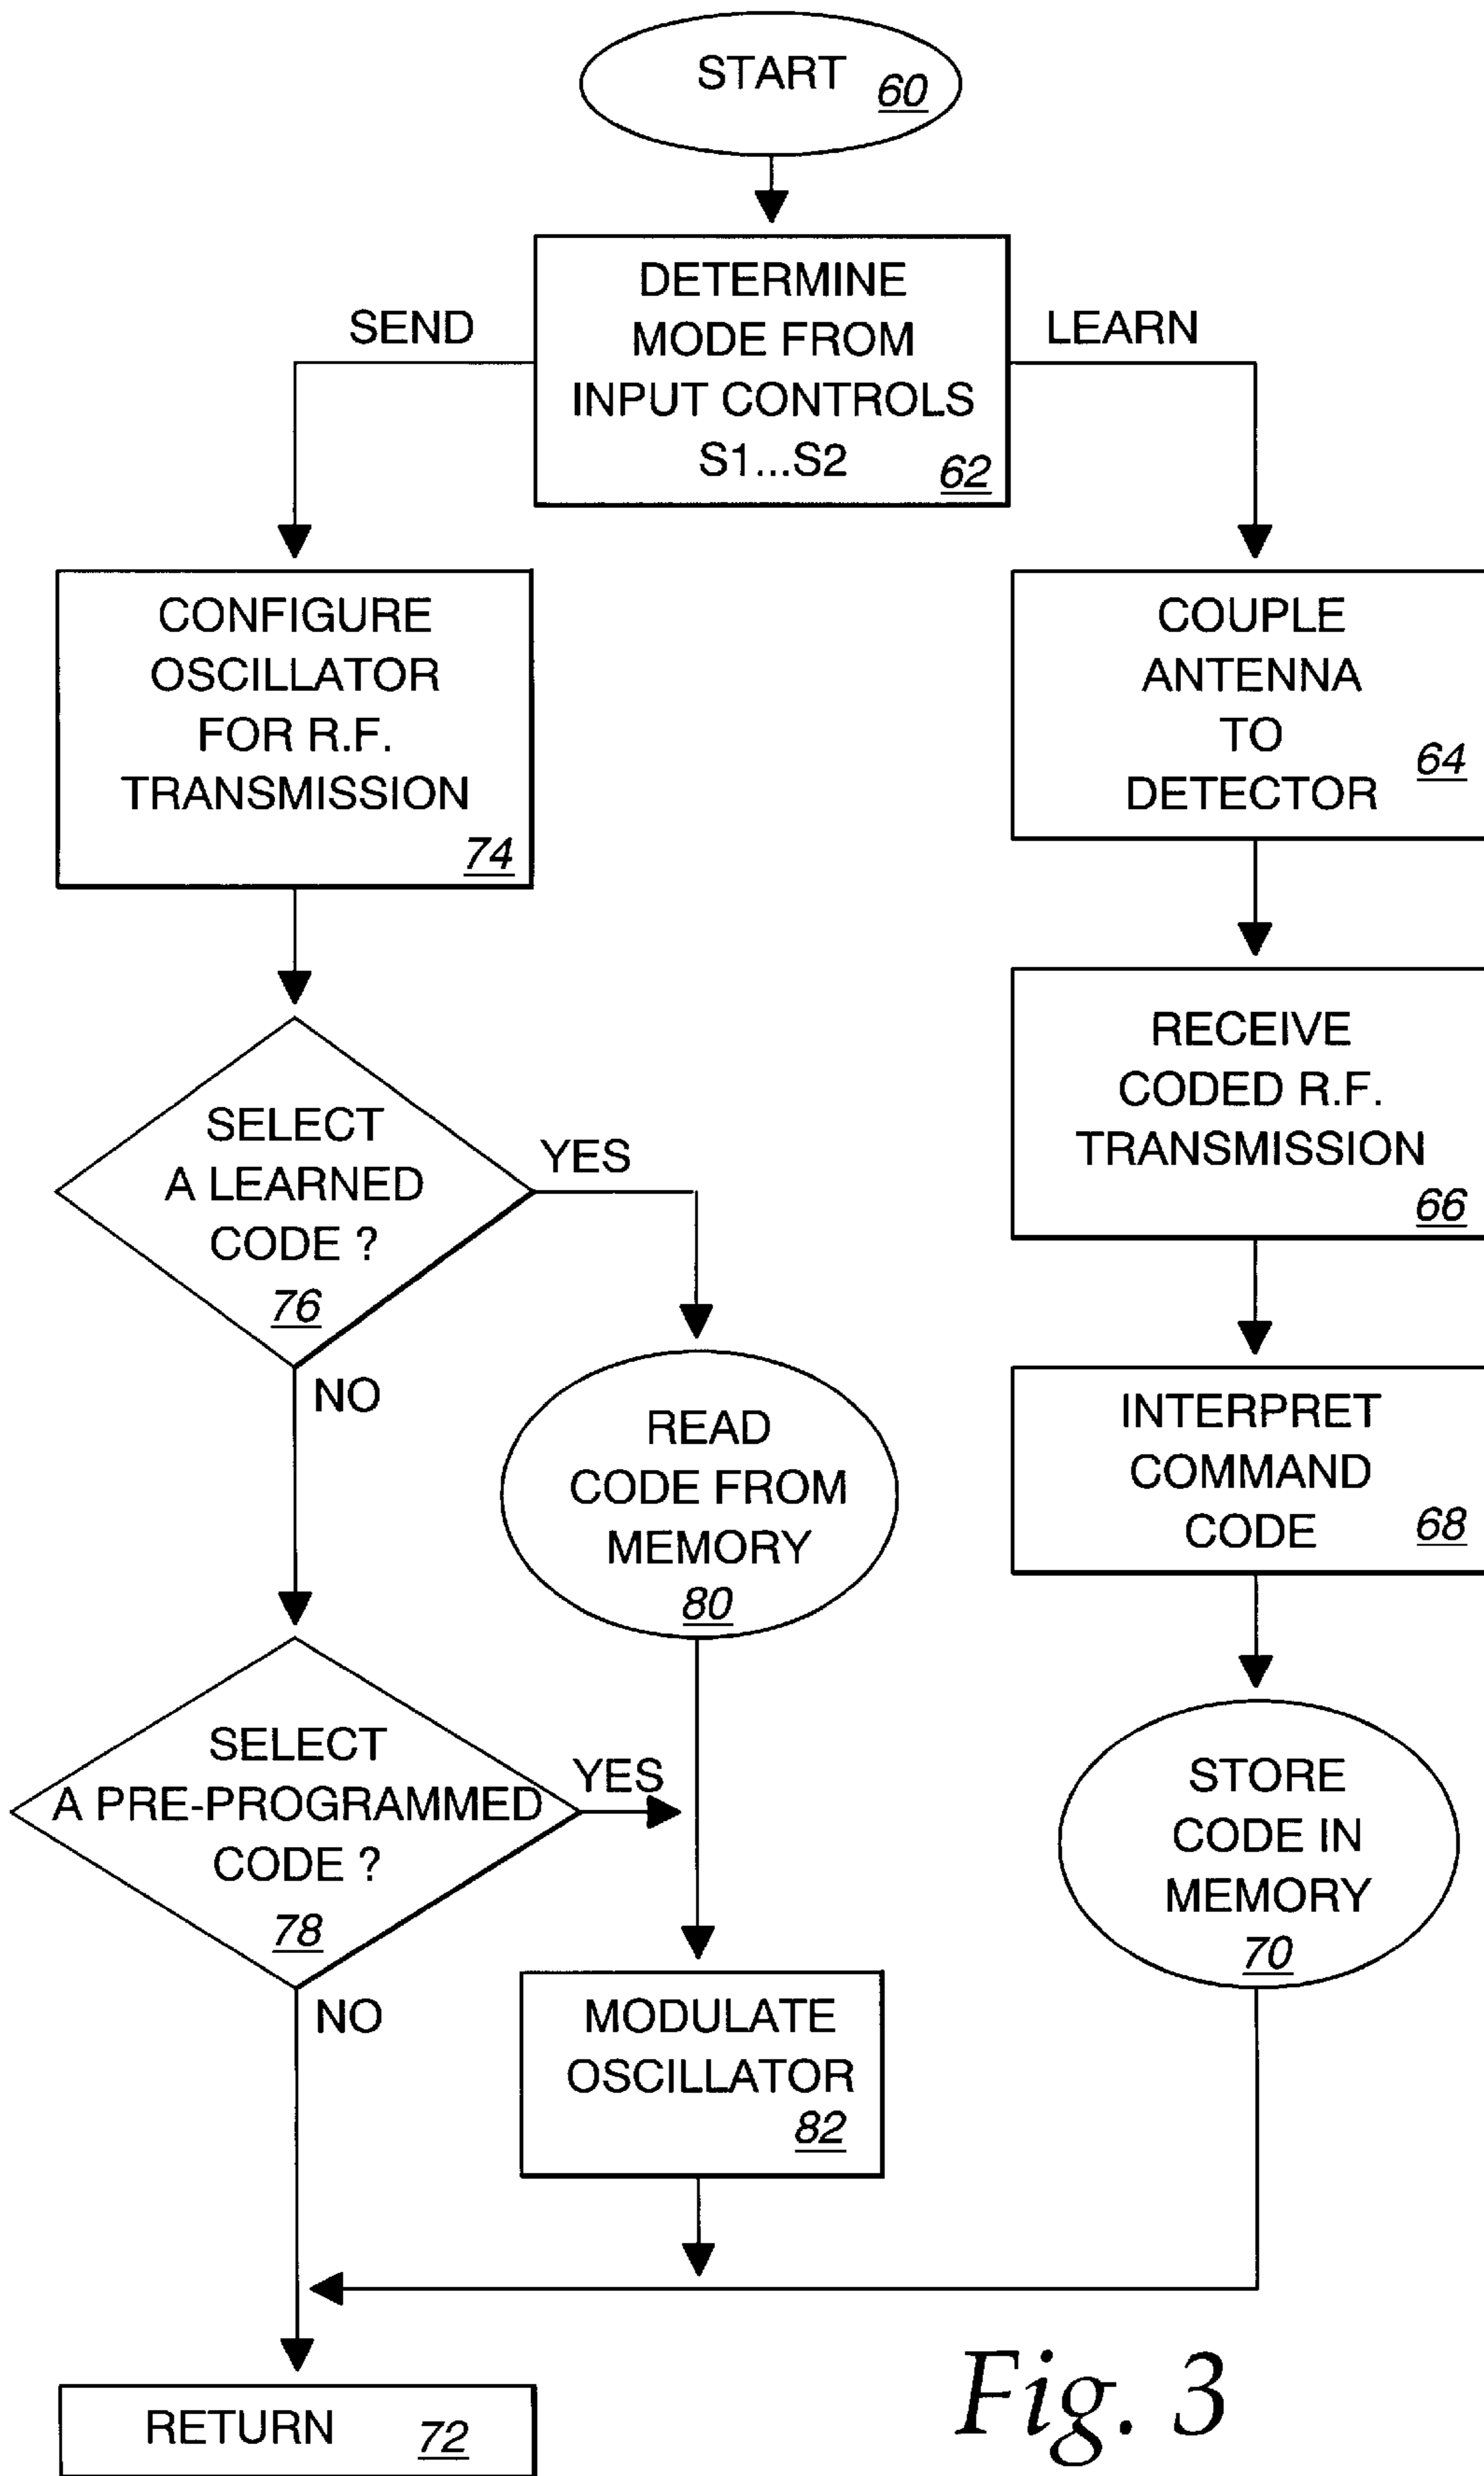 START 60
DETERMINE
MODE FROM
INPUT CONTROLS
S1...S2 62
SEND
LEARN
CONFIGURE
OSCILLATOR
FOR R.F.
TRANSMISSION
74
COUPLE
ANTENNA
TO
DETECTOR
64
SELECT
A LEARNED
CODE ?
76
YES
NO
RECEIVE
CODED R.F.
TRANSMISSION
66
READ
CODE FROM
MEMORY
80
INTERPRET
COMMAND
CODE
68
SELECT
A PRE-PROGRAMMED
CODE ?
78
YES
NO
STORE
CODE IN
MEMORY
70
MODULATE
OSCILLATOR
82
RETURN 72
Fig. 3